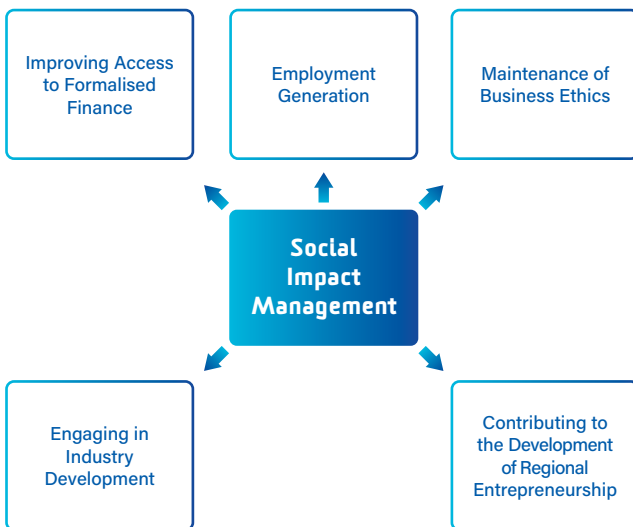 Improving Access
to Formalised
Finance
Employment
Generation
Maintenance of
Business Ethics
Social
Impact
Management
Engaging in
Industry
Development
Contributing to
the Development
of Regional
Entrepreneurship